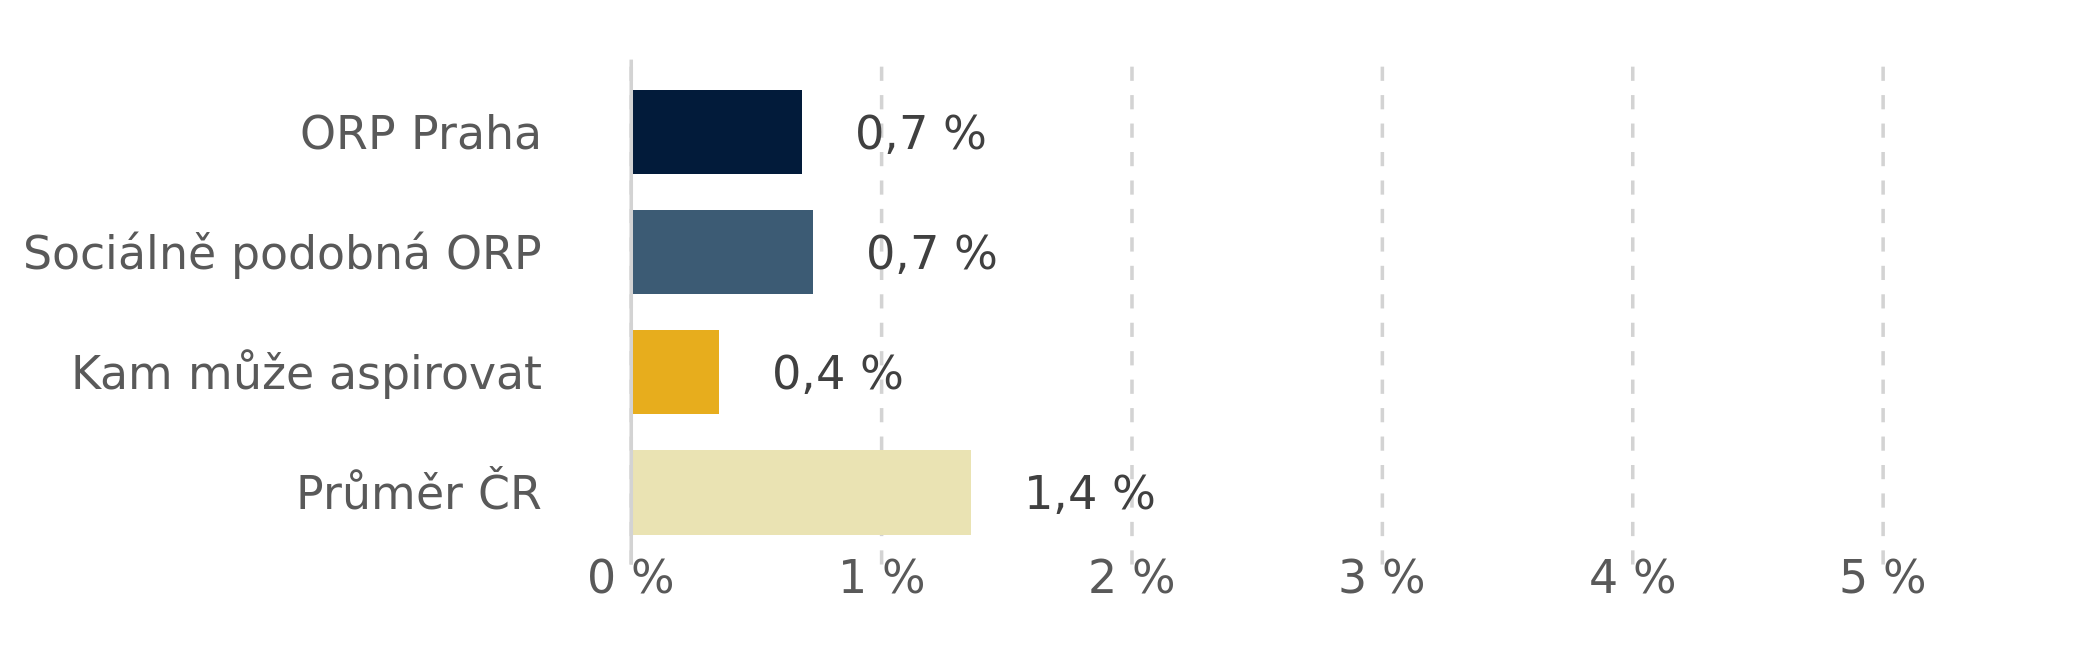 ORP Praha 0,7 %
Sociálně podobná ORP 0,7 %
Kam může aspirovat 0,4 %
Průměr ČR 1,4 %
0 % 1 % 2 % 3 % 4 % 5 %